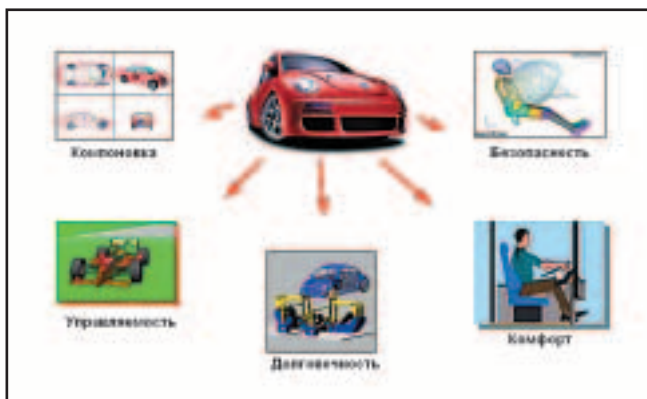 Компоновка
Безопасность
Управляемость
Долговечность
Комфорт